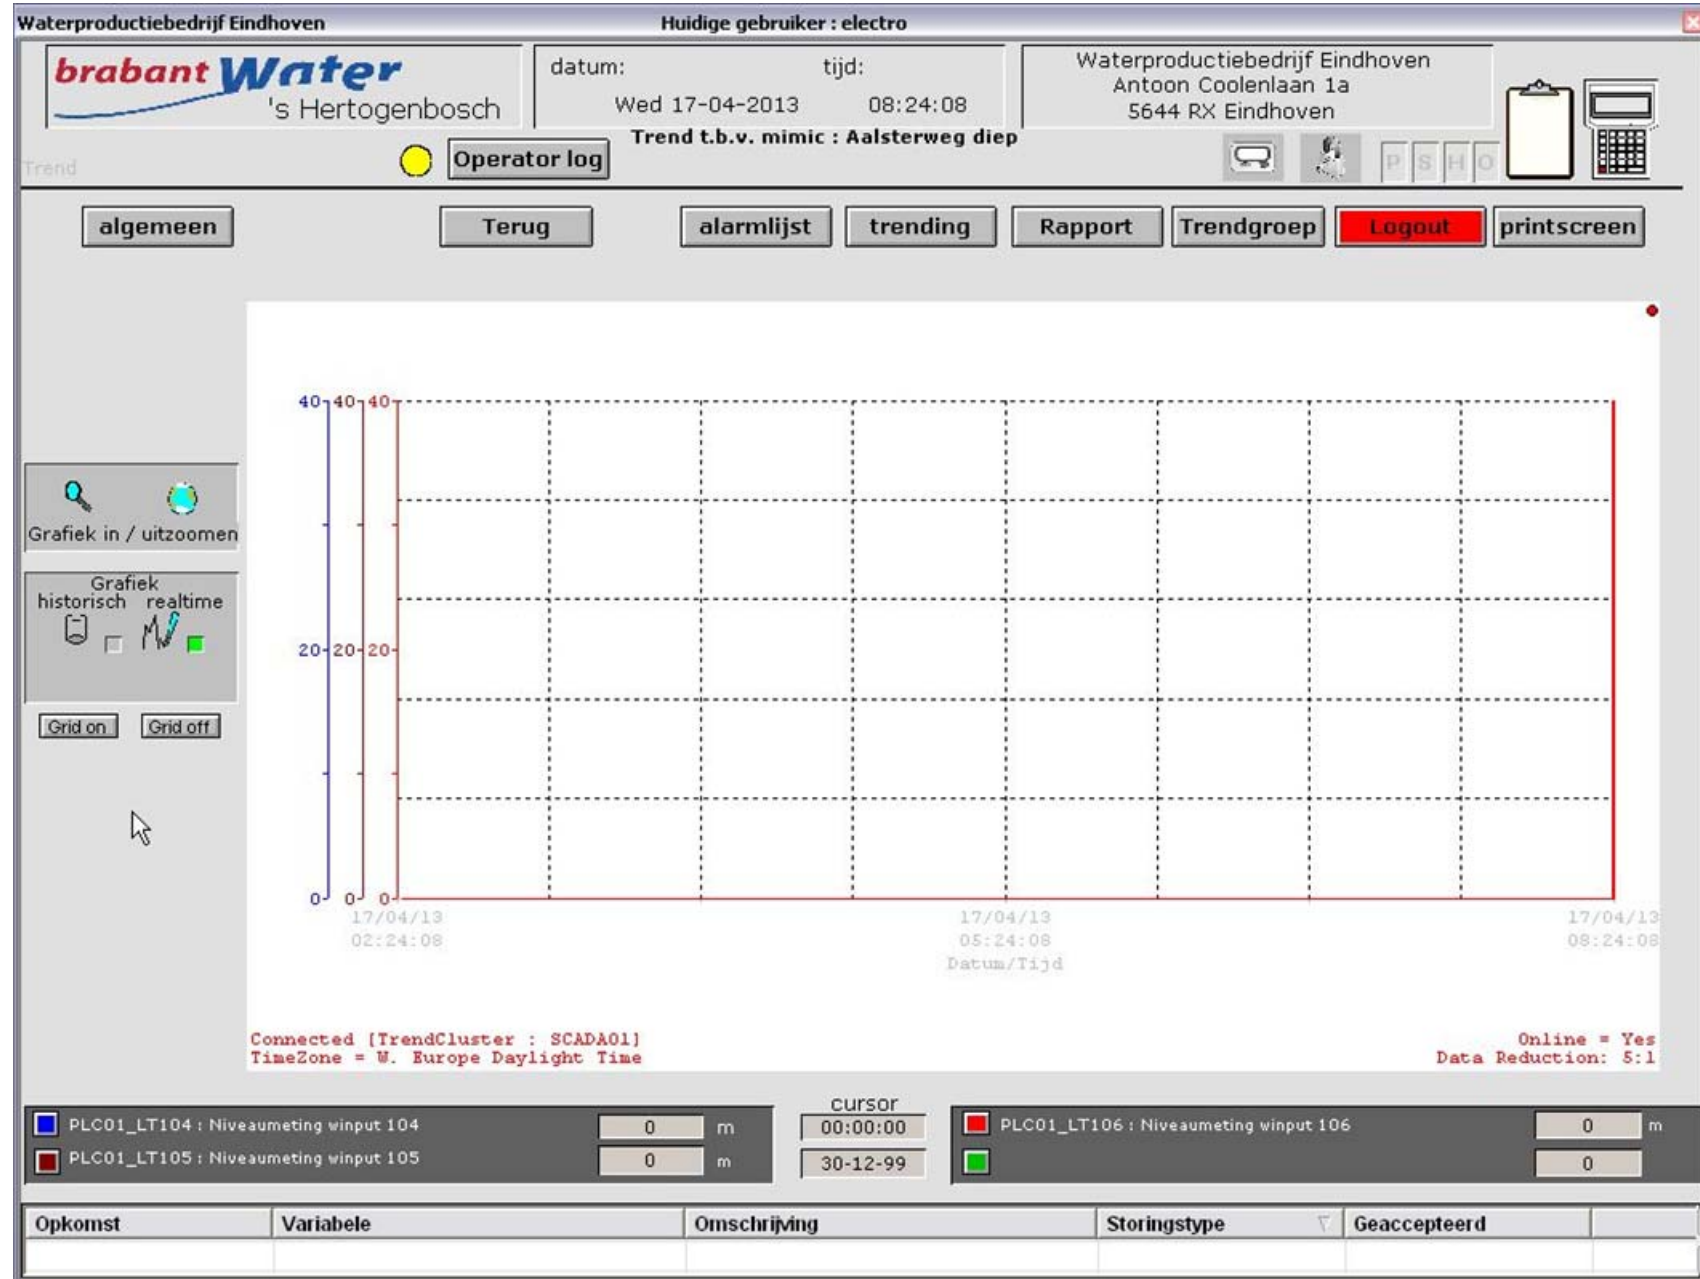 Waterproductiebedrijf Eindhoven Huidige gebruiker : electro
brabant Water
's Hertogenbosch
datum: tijd:
Wed 17-04-2013 08:24:08
Waterproductiebedrijf Eindhoven
Antoon Coolenlaan 1a
5644 RX Eindhoven
Trend t.b.v. mimic : Aalsterweg diep
Trend
Operator log
P S H O
algemeen Terug alarmlijst trending Rapport Trendgroep Logout printscreen
Grafiek in / uitzoomen
Grafiek
historisch realtime
Grid on Grid off
40 40 40
20 20 20
0 0 0
17/04/13 17/04/13 17/04/13
02:24:08 05:24:08 08:24:08
Datum/Tijd
Connected [TrendCluster : SCADA01] Online = Yes
TimeZone = W. Europe Daylight Time Data Reduction: 5:1
PLC01_LT104 : Niveaumeting winput 104 0 m
PLC01_LT105 : Niveaumeting winput 105 0 m
cursor
00:00:00
30-12-99
PLC01_LT106 : Niveaumeting winput 106 0 m
0
Opkomst Variabele Omschrijving Storingstype Geaccepteerd